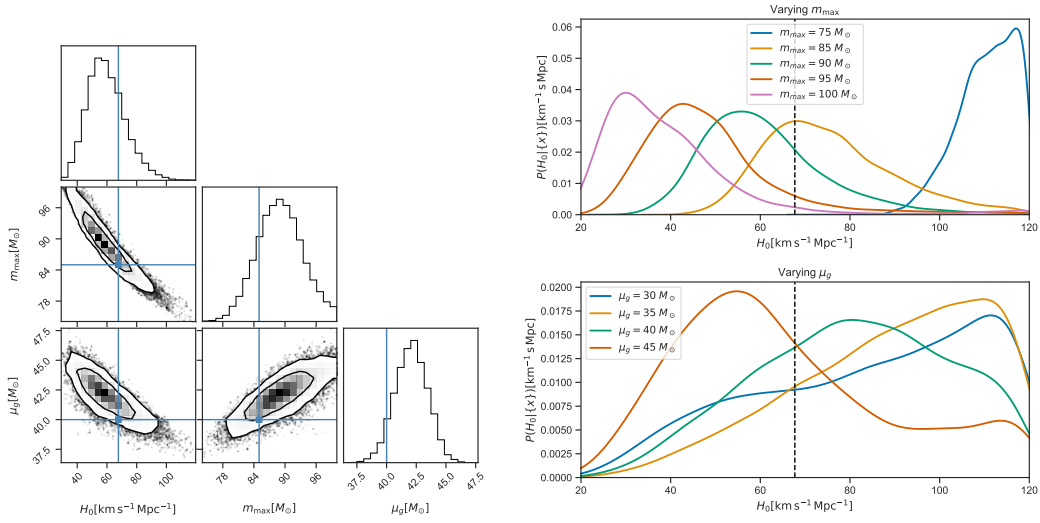 96
90
84
78
m_max[M_⊙]
47.5
45.0
42.5
40.0
37.5
μ_g[M_⊙]
40
60
80
100
H_0[km s^−1 Mpc^−1]
78
84
90
96
m_max[M_⊙]
37.5
40.0
42.5
45.0
47.5
μ_g[M_⊙]
Varying m_max
0.06
0.05
0.04
0.03
0.02
0.01
0.00
P(H_0|{x})[km^−1 s Mpc]
m_max = 75 M_⊙
m_max = 85 M_⊙
m_max = 90 M_⊙
m_max = 95 M_⊙
m_max = 100 M_⊙
20 40 60 80 100 120
H_0[km s^−1 Mpc^−1]
Varying μ_g
0.0200
0.0175
0.0150
0.0125
0.0100
0.0075
0.0050
0.0025
0.0000
P(H_0|{x})[km^−1 s Mpc]
μ_g = 30 M_⊙
μ_g = 35 M_⊙
μ_g = 40 M_⊙
μ_g = 45 M_⊙
20 40 60 80 100 120
H_0[km s^−1 Mpc^−1]